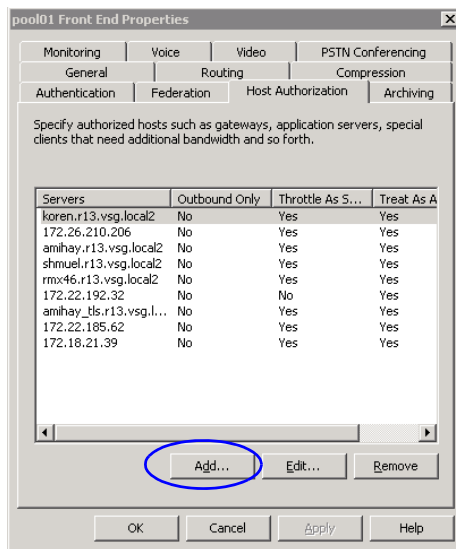 pool01 Front End Properties
Monitoring Voice Video PSTN Conferencing
General Routing Compression
Authentication Federation Host Authorization Archiving
Specify authorized hosts such as gateways, application servers, special
clients that need additional bandwidth and so forth.
Servers Outbound Only Throttle As S... Treat As A
koren.r13.vsg.local2 No Yes Yes
172.26.210.206 No Yes Yes
amihay.r13.vsg.local2 No Yes Yes
shmuel.r13.vsg.local2 No Yes Yes
rmx46.r13.vsg.local2 No Yes Yes
172.22.192.32 No No Yes
amihay_tls.r13.vsg.l... No Yes Yes
172.22.185.62 No Yes Yes
172.18.21.39 No Yes Yes
Add... Edit... Remove
OK Cancel Apply Help